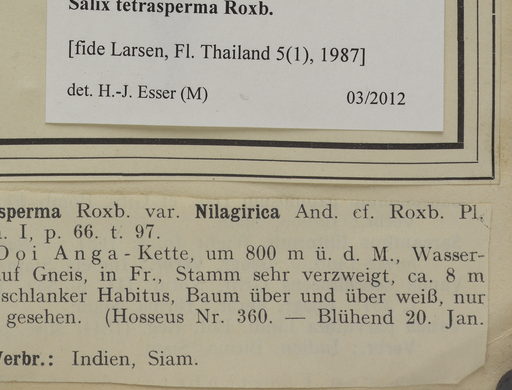 Salix tetrasperma Roxb.
[fide Larsen, Fl. Thailand 5(1), 1987]
det. H.-J. Esser (M) 03/2012
sperma Roxb. var. Nilagirica And. cf. Roxb. Pl.
. I, p. 66. t. 97.
Doi Anga-Kette, um 800 m ü. d. M., Wasser-
uf Gneis, in Fr., Stamm sehr verzweigt, ca. 8 m
schlanker Habitus, Baum über und über weiß, nur
gesehen. (Hosseus Nr. 360. — Blühend 20. Jan.
Verbr.: Indien, Siam.